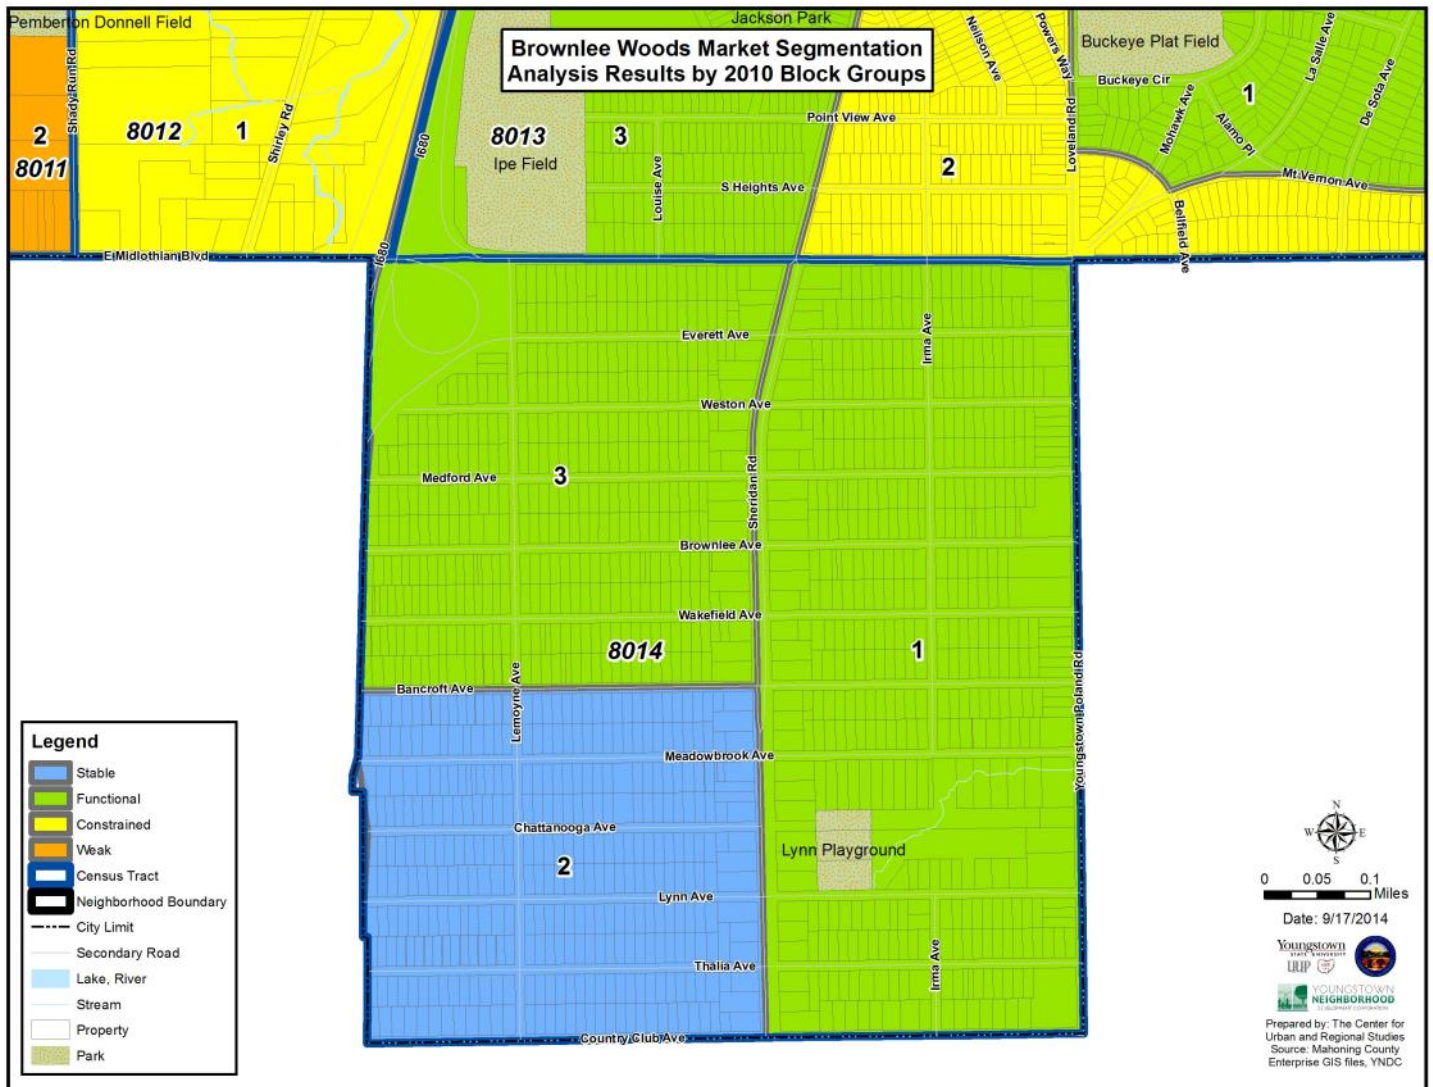 Pemberton Donnell Field
Jackson Park
Brownlee Woods Market Segmentation
Analysis Results by 2010 Block Groups
Neilson Ave
Powers Way
Buckeye Plat Field
La Salle Ave
Buckeye Cir
1
De Sota Ave
Shady Run Rd
2
8011
8012
1
Shirley Rd
I680
8013
Ipe Field
3
Point View Ave
Louise Ave
S Heights Ave
2
Loveland Rd
Mohawk Ave
Alamo Pl
Mt Vernon Ave
Bellfield Ave
E Midlothian Blvd
I680
Everett Ave
Irma Ave
Weston Ave
Medford Ave
3
Sheridan Rd
Brownlee Ave
Wakefield Ave
8014
1
Bancroft Ave
Lemoyne Ave
Youngstown Poland Rd
Meadowbrook Ave
Chattanooga Ave
2
Lynn Playground
Lynn Ave
Thalia Ave
Irma Ave
Country Club Ave
Legend
Stable
Functional
Constrained
Weak
Census Tract
Neighborhood Boundary
City Limit
Secondary Road
Lake, River
Stream
Property
Park
N
W E
S
0 0.05 0.1
Miles
Date: 9/17/2014
Youngstown
STATE UNIVERSITY
YOUNGSTOWN
NEIGHBORHOOD
DEVELOPMENT CORPORATION
Prepared by: The Center for
Urban and Regional Studies
Source: Mahoning County
Enterprise GIS files, YNDC